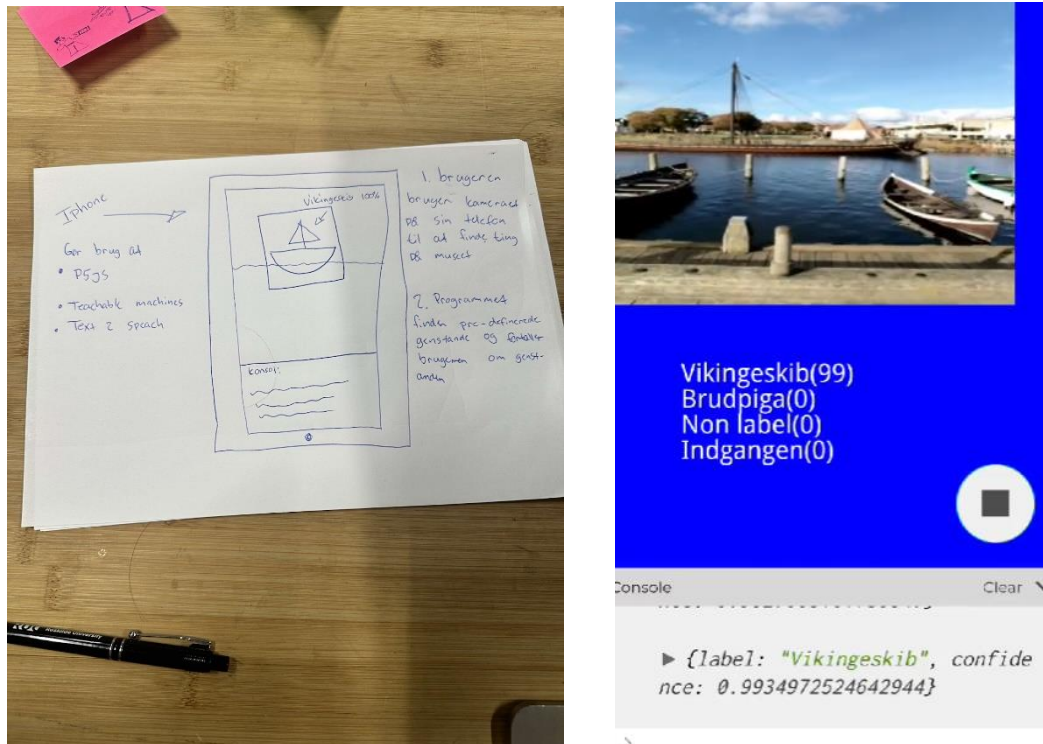 Iphone
Gør brug af
• P5js
• Teachable machines
• Text 2 speach
Vikingeskib 100%
konsol:
1. brugeren
bruger kameraet
på sin telefon
til at finde ting
på museet
2. Programmet
finder pre-definerede
genstande og fortæller
brugeren om genst-
anden
Vikingeskib(99)
Brudpiga(0)
Non label(0)
Indgangen(0)
Console
Clear
▶ {label: "Vikingeskib", confide
nce: 0.9934972524642944}